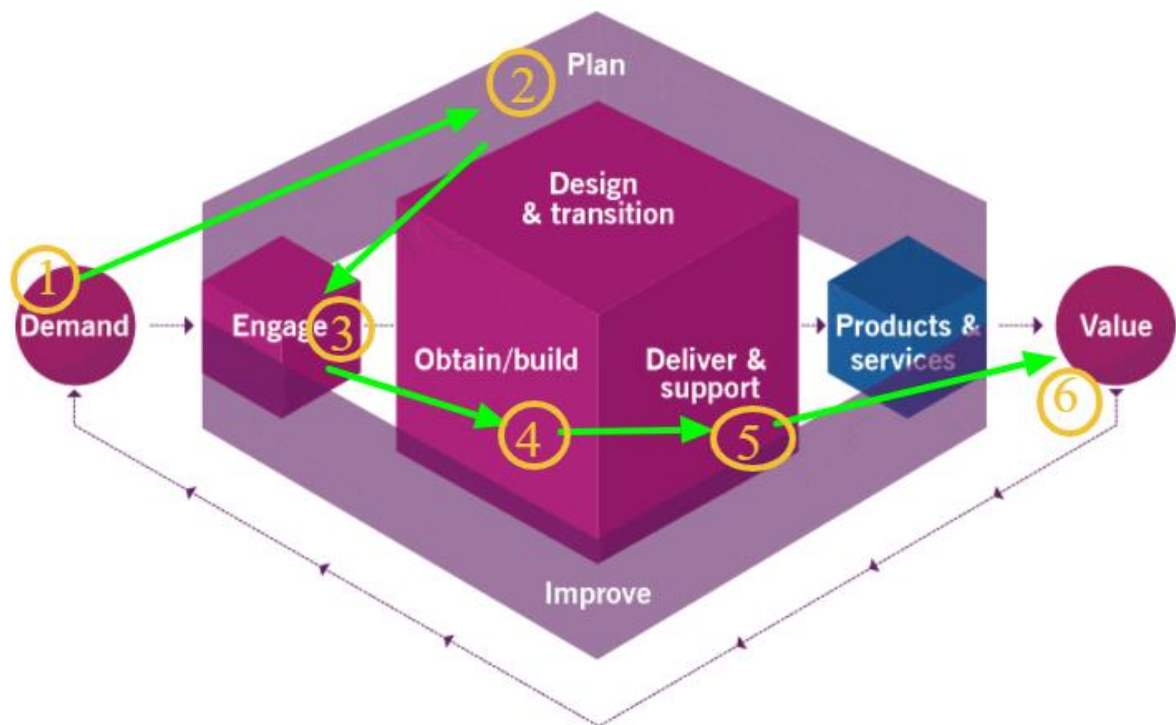 2
Plan
Design
& transition
1
Demand
Engage
3
Obtain/build
Deliver &
support
Products &
services
Value
4
5
6
Improve